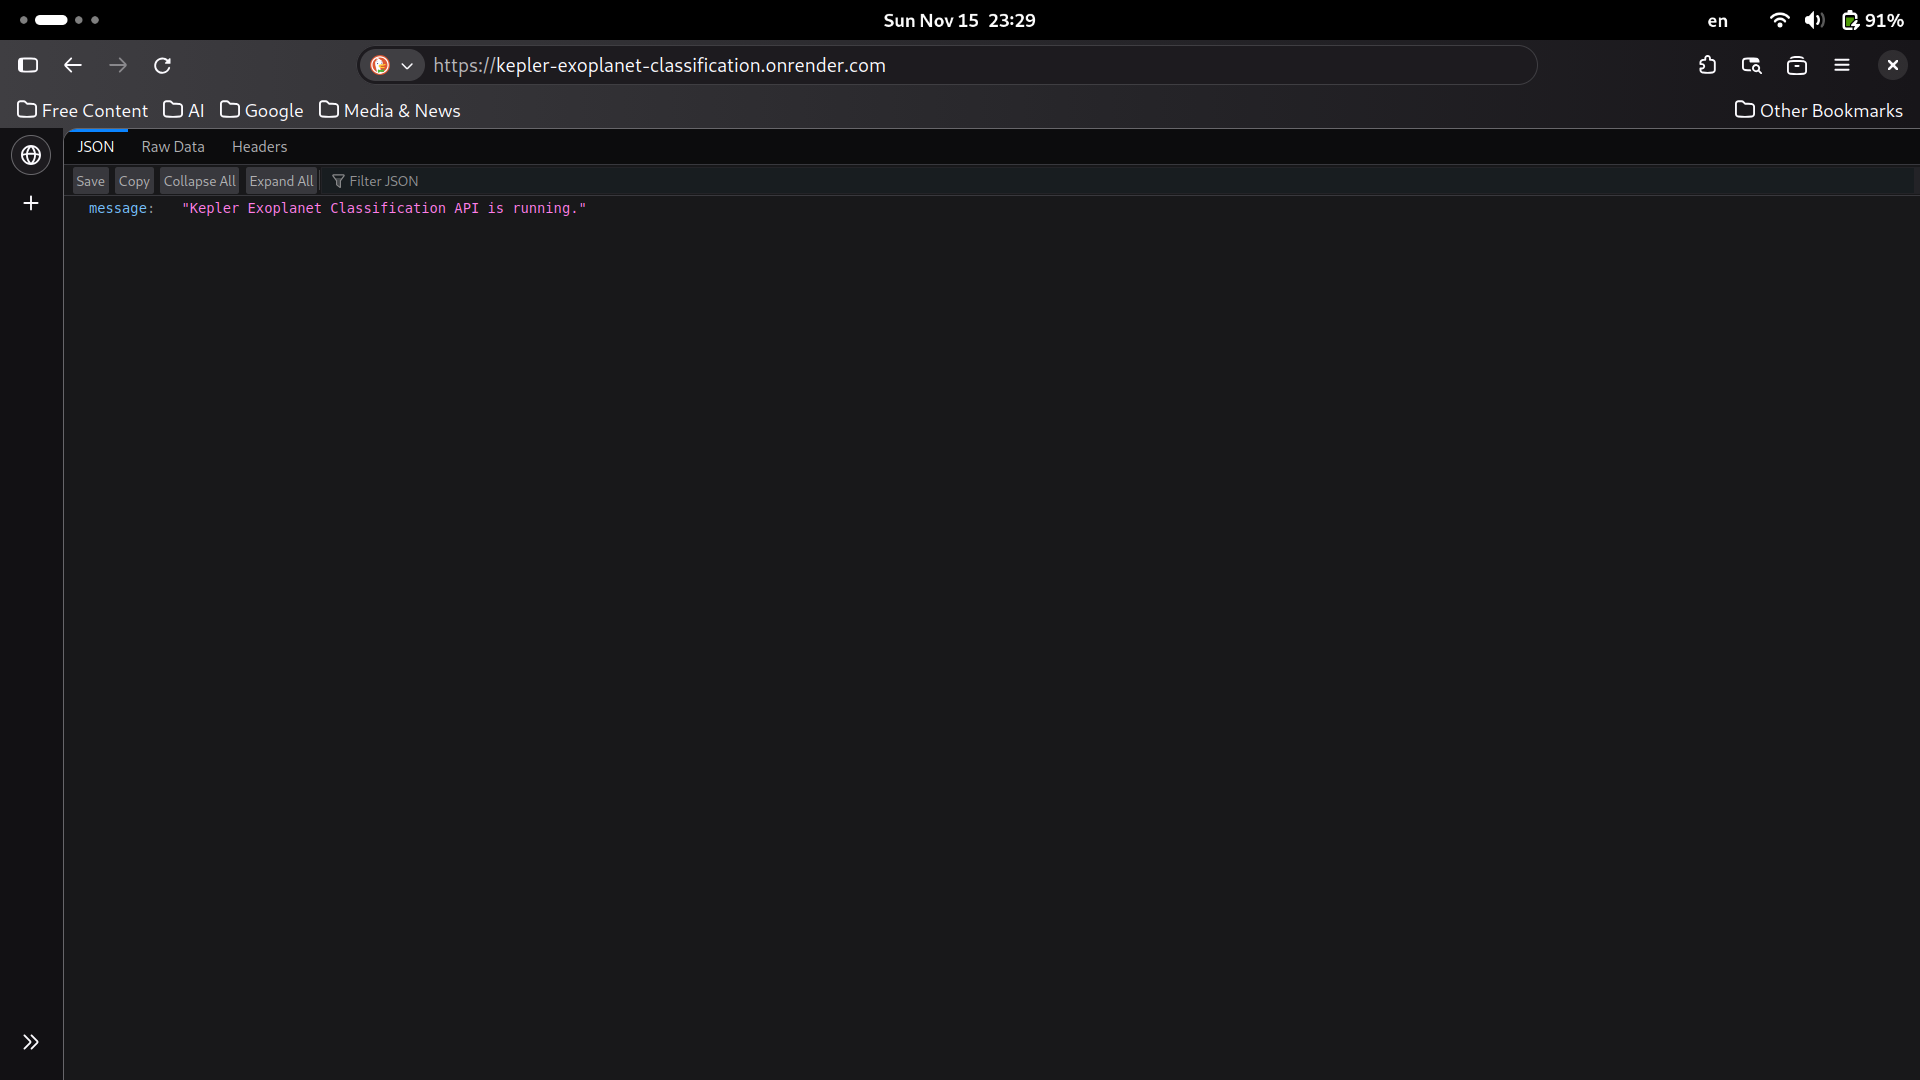 Sun Nov 15 23:29
en
91%
https://kepler-exoplanet-classification.onrender.com
Free Content AI Google Media & News Other Bookmarks
JSON Raw Data Headers
Save Copy Collapse All Expand All Filter JSON
message: "Kepler Exoplanet Classification API is running."